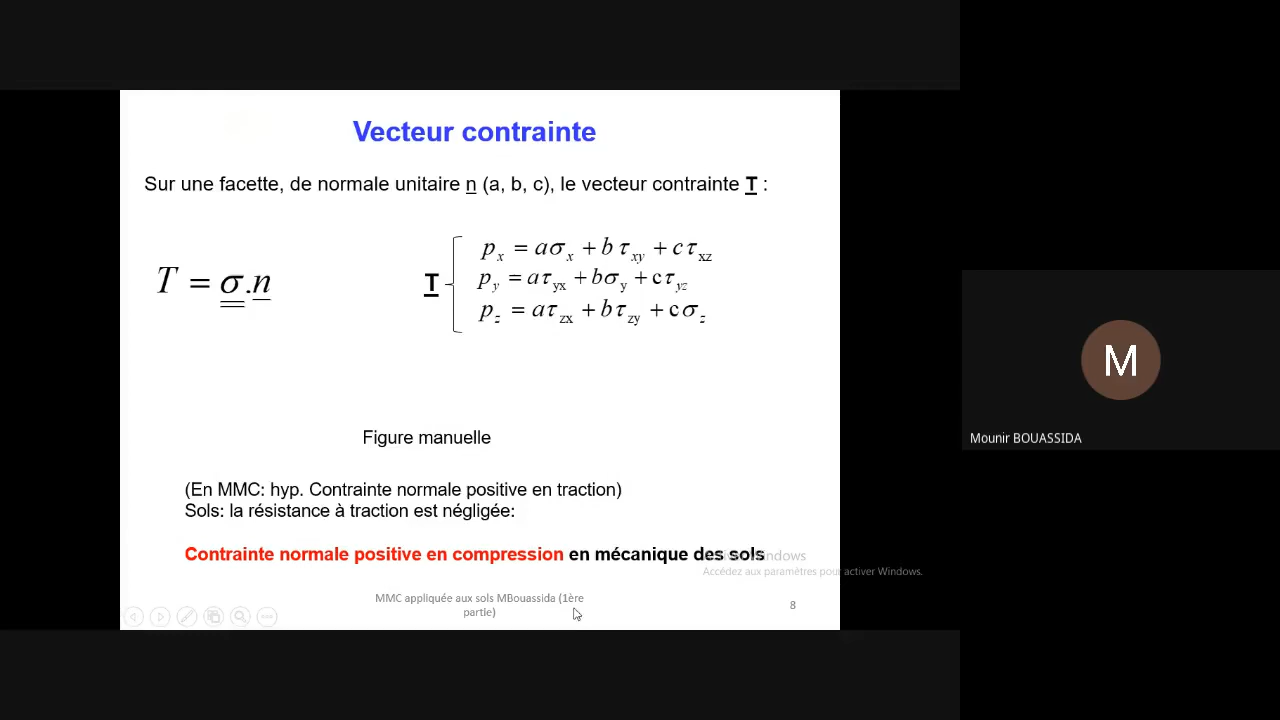 Vecteur contrainte
Sur une facette, de normale unitaire n (a, b, c), le vecteur contrainte T :
T = σ.n
T
p_x = aσ_x + bτ_xy + cτ_xz
p_y = aτ_yx + bσ_y + cτ_yz
p_z = aτ_zx + bτ_zy + cσ_z
Figure manuelle
(En MMC: hyp. Contrainte normale positive en traction)
Sols: la résistance à traction est négligée:
Contrainte normale positive en compression en mécanique des sols
Accédez aux paramètres pour activer Windows.
MMC appliquée aux sols MBouassida (1ère
partie)
8
M
Mounir BOUASSIDA